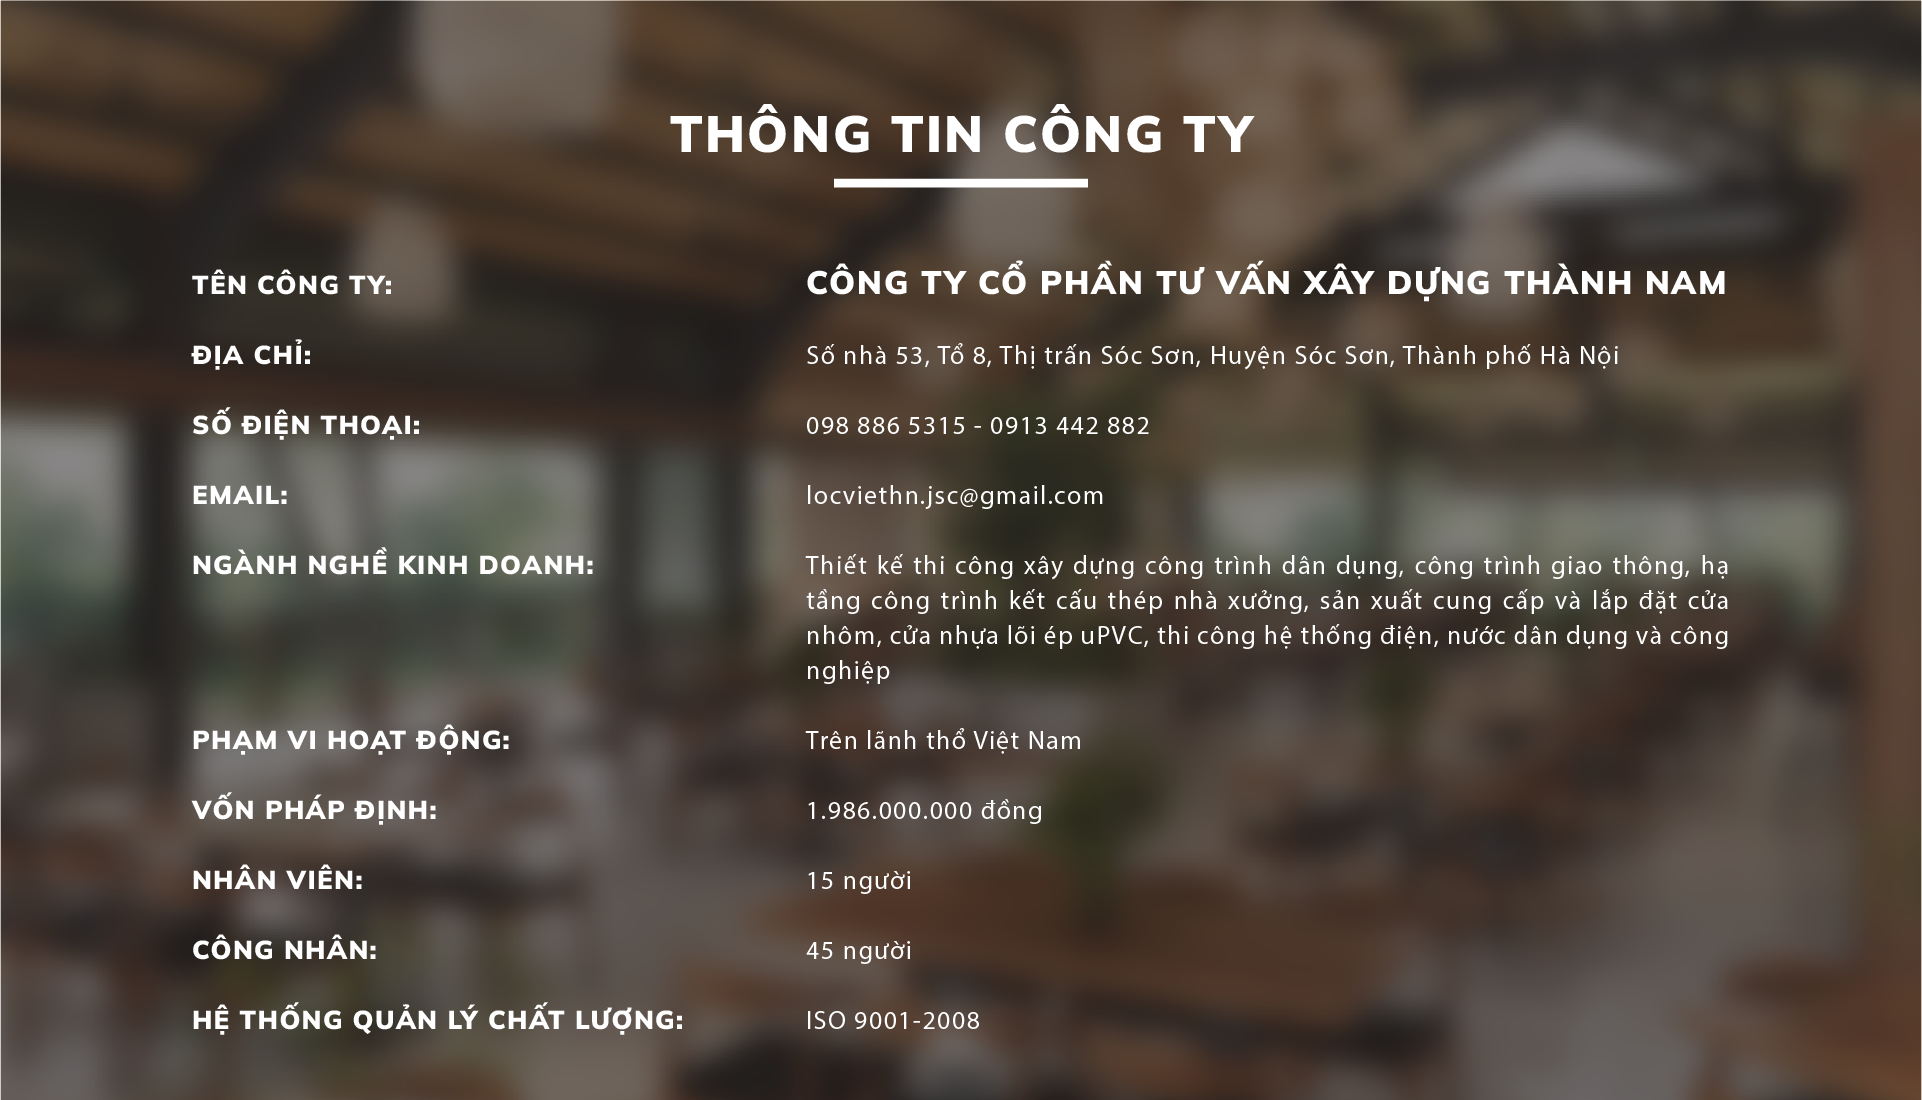 THÔNG TIN CÔNG TY
TÊN CÔNG TY: CÔNG TY CỔ PHẦN TƯ VẤN XÂY DỰNG THÀNH NAM
ĐỊA CHỈ: Số nhà 53, Tổ 8, Thị trấn Sóc Sơn, Huyện Sóc Sơn, Thành phố Hà Nội
SỐ ĐIỆN THOẠI: 098 886 5315 - 0913 442 882
EMAIL: locviethn.jsc@gmail.com
NGÀNH NGHỀ KINH DOANH: Thiết kế thi công xây dựng công trình dân dụng, công trình giao thông, hạ
tầng công trình kết cấu thép nhà xưởng, sản xuất cung cấp và lắp đặt cửa
nhôm, cửa nhựa lõi ép uPVC, thi công hệ thống điện, nước dân dụng và công
nghiệp
PHẠM VI HOẠT ĐỘNG: Trên lãnh thổ Việt Nam
VỐN PHÁP ĐỊNH: 1.986.000.000 đồng
NHÂN VIÊN: 15 người
CÔNG NHÂN: 45 người
HỆ THỐNG QUẢN LÝ CHẤT LƯỢNG: ISO 9001-2008